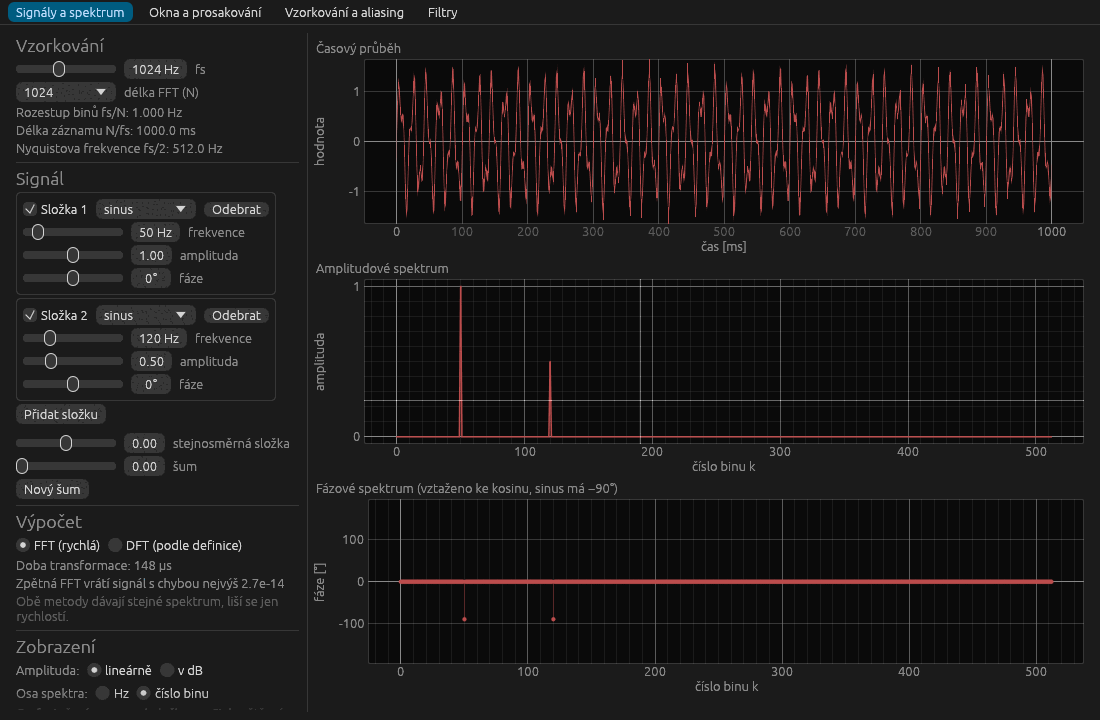 Signály a spektrum Okna a prosakování Vzorkování a aliasing Filtry
Vzorkování
1024 Hz fs
1024 délka FFT (N)
Rozestup binů fs/N: 1.000 Hz
Délka záznamu N/fs: 1000.0 ms
Nyquistova frekvence fs/2: 512.0 Hz
Signál
Složka 1 sinus Odebrat
50 Hz frekvence
1.00 amplituda
0° fáze
Složka 2 sinus Odebrat
120 Hz frekvence
0.50 amplituda
0° fáze
Přidat složku
0.00 stejnosměrná složka
0.00 šum
Nový šum
Výpočet
FFT (rychlá) DFT (podle definice)
Doba transformace: 148 µs
Zpětná FFT vrátí signál s chybou nejvýš 2.7e-14
Obě metody dávají stejné spektrum, liší se jen
rychlostí.
Zobrazení
Amplituda: lineárně v dB
Osa spektra: Hz číslo binu
Časový průběh
hodnota
1
0
-1
0 100 200 300 400 500 600 700 800 900 1000
čas [ms]
Amplitudové spektrum
amplituda
1
0
0 100 200 300 400 500
číslo binu k
Fázové spektrum (vztaženo ke kosinu, sinus má −90°)
fáze [°]
100
0
-100
0 100 200 300 400 500
číslo binu k